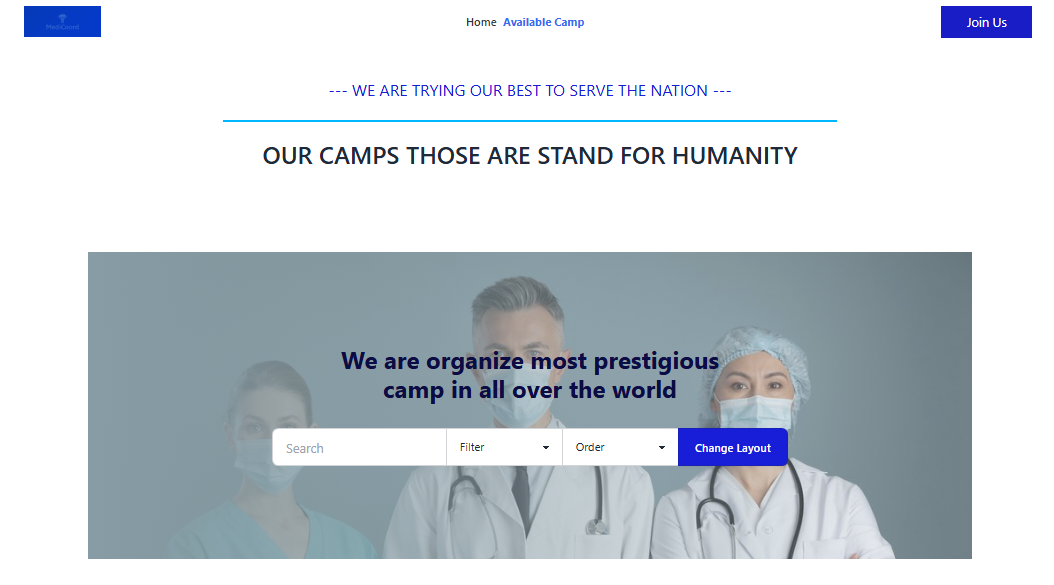 MediCoord
Home Available Camp
Join Us
--- WE ARE TRYING OUR BEST TO SERVE THE NATION ---
OUR CAMPS THOSE ARE STAND FOR HUMANITY
We are organize most prestigious
camp in all over the world
Search
Filter
Order
Change Layout